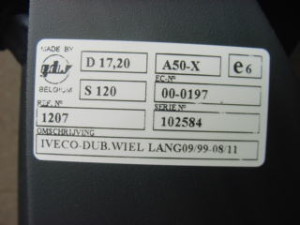 MADE BY
gdw
BELGIUM
D 17,20
A50-X
e6
EC-Nº
S 120
00-0197
REF. Nº
SERIE Nº
1207
102584
OMSCHRIJVING
IVECO-DUB.WIEL LANG09/99-08/11